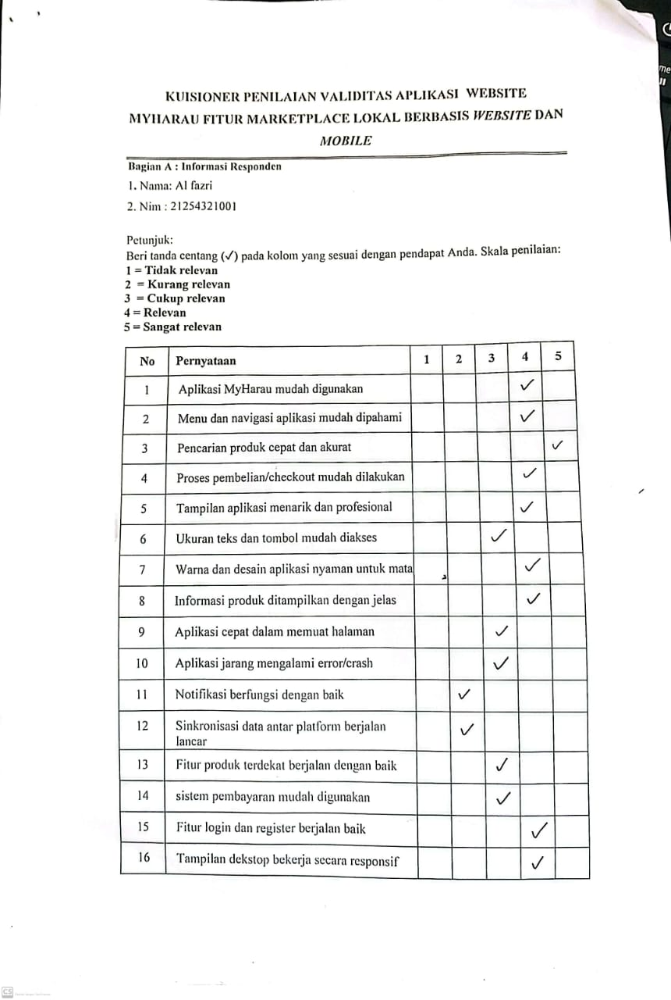 KUISIONER PENILAIAN VALIDITAS APLIKASI WEBSITE
MYHARAU FITUR MARKETPLACE LOKAL BERBASIS WEBSITE DAN
MOBILE
Bagian A : Informasi Responden
1. Nama: Al fazri
2. Nim : 21254321001
Petunjuk:
Beri tanda centang (✓) pada kolom yang sesuai dengan pendapat Anda. Skala penilaian:
1 = Tidak relevan
2 = Kurang relevan
3 = Cukup relevan
4 = Relevan
5 = Sangat relevan
No Pernyataan 1 2 3 4 5
1 Aplikasi MyHarau mudah digunakan ✓
2 Menu dan navigasi aplikasi mudah dipahami ✓
3 Pencarian produk cepat dan akurat ✓
4 Proses pembelian/checkout mudah dilakukan ✓
5 Tampilan aplikasi menarik dan profesional ✓
6 Ukuran teks dan tombol mudah diakses ✓
7 Warna dan desain aplikasi nyaman untuk mata ✓
8 Informasi produk ditampilkan dengan jelas ✓
9 Aplikasi cepat dalam memuat halaman ✓
10 Aplikasi jarang mengalami error/crash ✓
11 Notifikasi berfungsi dengan baik ✓
12 Sinkronisasi data antar platform berjalan ✓
lancar
13 Fitur produk terdekat berjalan dengan baik ✓
14 sistem pembayaran mudah digunakan ✓
15 Fitur login dan register berjalan baik ✓
16 Tampilan dekstop bekerja secara responsif ✓
CS